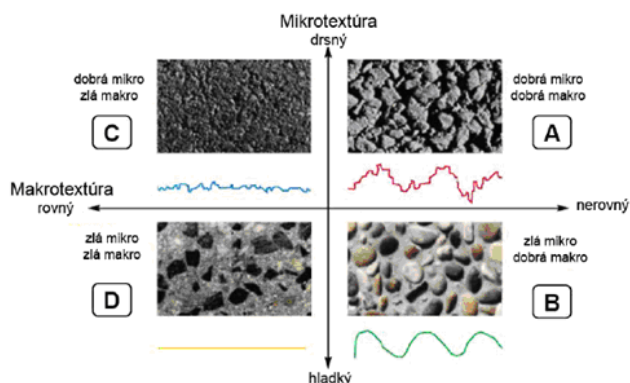 Mikrotextúra
drsný
dobrá mikro
zlá makro
C
dobrá mikro
dobrá makro
A
Makrotextúra
rovný
nerovný
zlá mikro
zlá makro
D
zlá mikro
dobrá makro
B
hladký